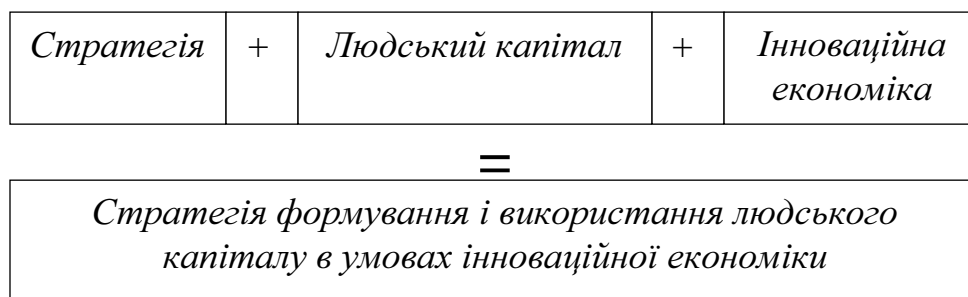 Стратегія + Людський капітал + Інноваційна
економіка
=
Стратегія формування і використання людського
капіталу в умовах інноваційної економіки